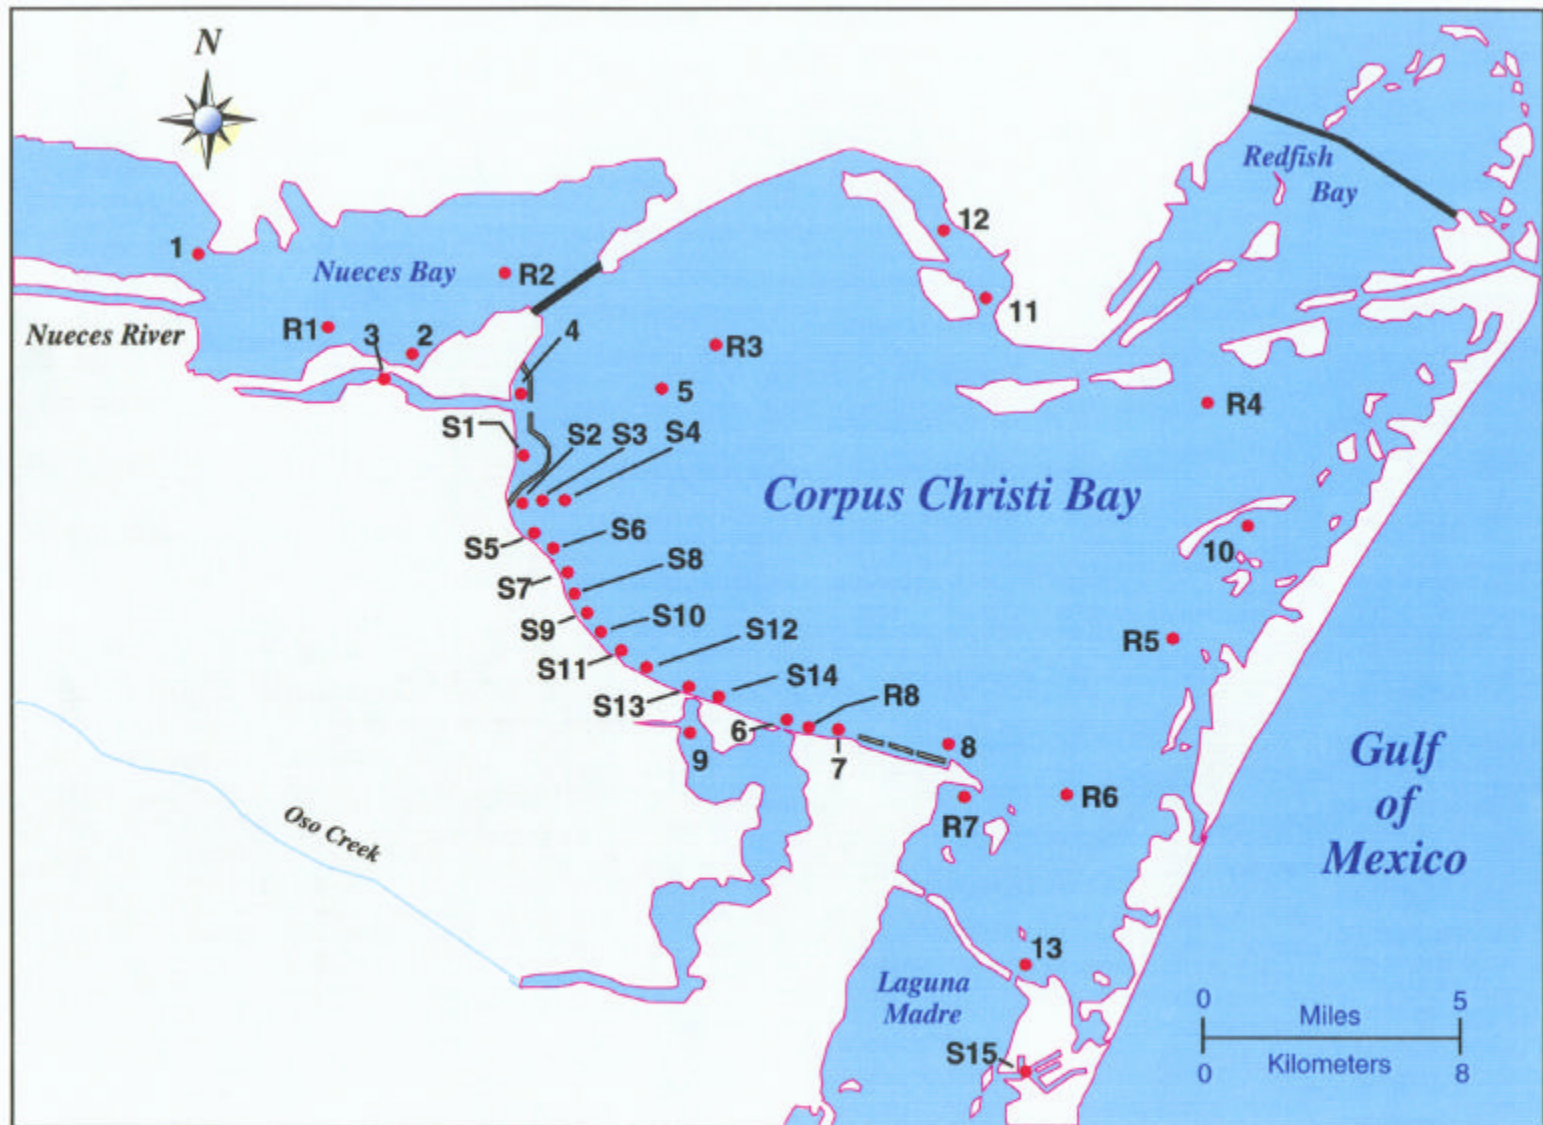 N
Redfish
Bay
12
1
Nueces Bay
R2
11
Nueces River
R1
3
2
4
R3
5
R4
S1
S2
S3
S4
Corpus Christi Bay
S5
S6
10
S7
S8
S9
S10
R5
S11
S12
S13
S14
R8
6
7
8
9
Gulf
of
Mexico
R6
R7
Oso Creek
13
Laguna
Madre
S15
0
5
Miles
Kilometers
0
8